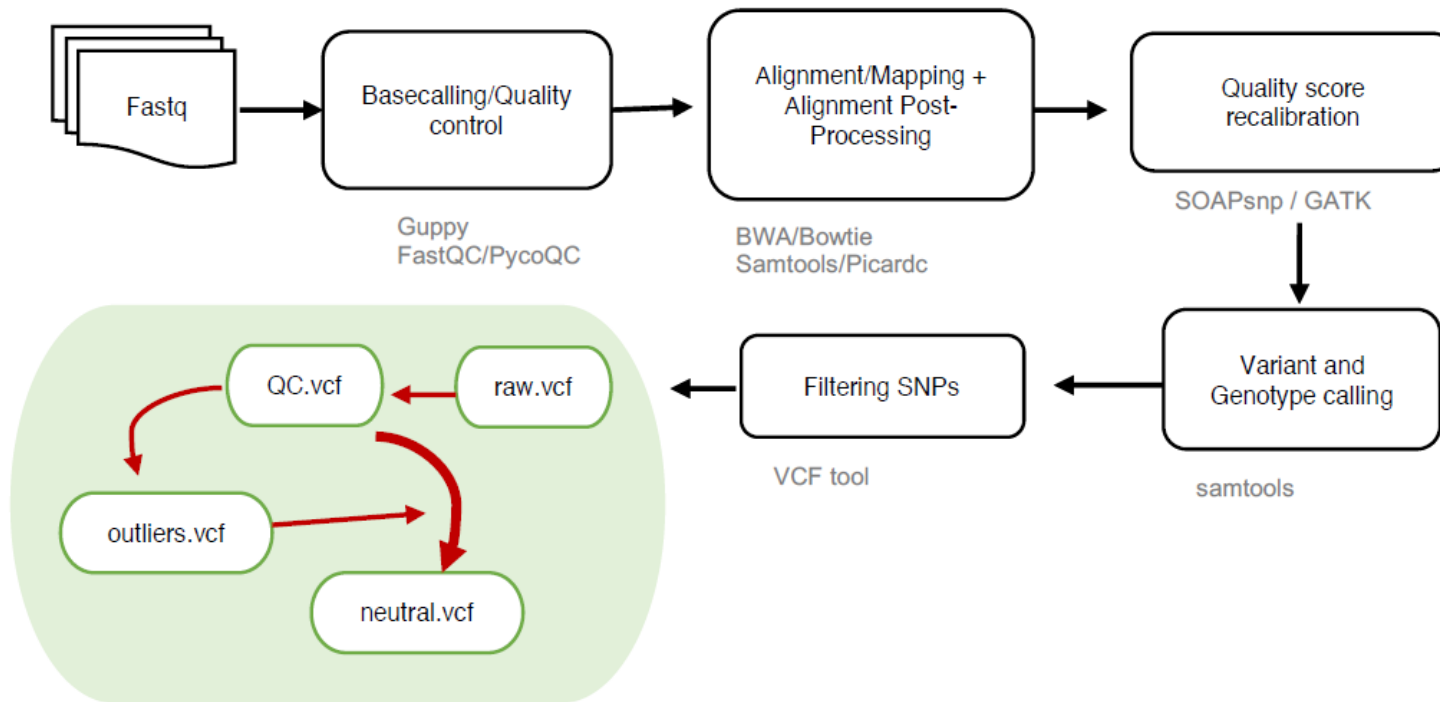 Fastq
Basecalling/Quality
control
Alignment/Mapping +
Alignment Post-
Processing
Quality score
recalibration
Guppy
FastQC/PycoQC
BWA/Bowtie
Samtools/Picardc
SOAPsnp / GATK
QC.vcf
raw.vcf
Filtering SNPs
Variant and
Genotype calling
VCF tool
samtools
outliers.vcf
neutral.vcf